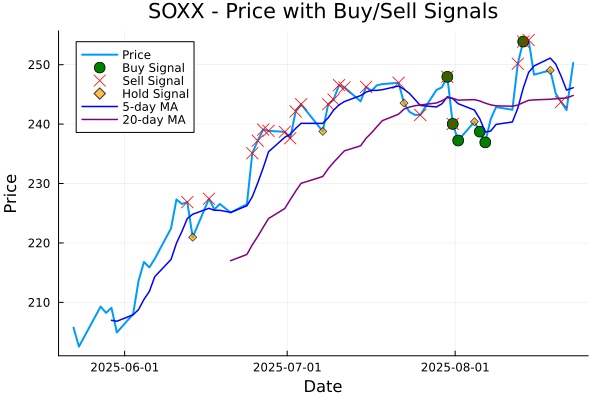 SOXX - Price with Buy/Sell Signals
Price
Buy Signal
Sell Signal
Hold Signal
5-day MA
20-day MA
250
240
230
220
210
Price
2025-06-01
2025-07-01
2025-08-01
Date